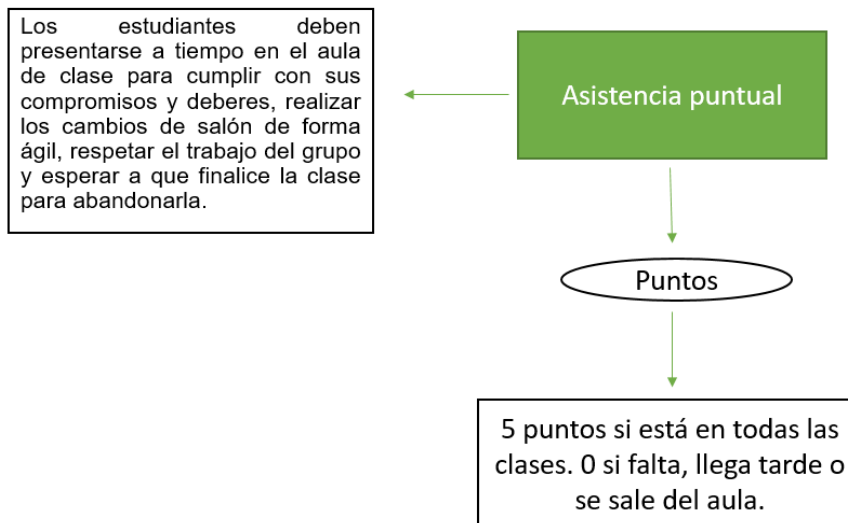 Los estudiantes deben
presentarse a tiempo en el aula
de clase para cumplir con sus
compromisos y deberes, realizar
los cambios de salón de forma
ágil, respetar el trabajo del grupo
y esperar a que finalice la clase
para abandonarla.
Asistencia puntual
Puntos
5 puntos si está en todas las
clases. 0 si falta, llega tarde o
se sale del aula.